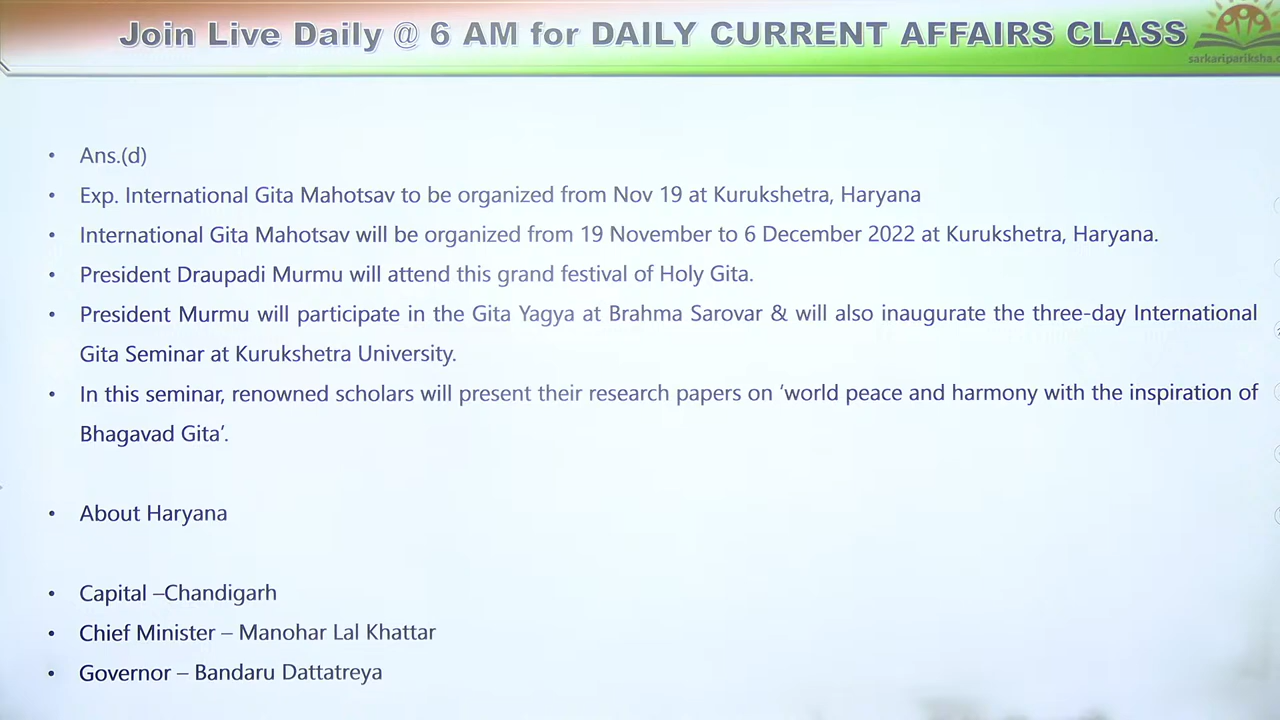 Join Live Daily @ 6 AM for DAILY CURRENT AFFAIRS CLASS
sarkaripariksha.c
• Ans.(d)
• Exp. International Gita Mahotsav to be organized from Nov 19 at Kurukshetra, Haryana
• International Gita Mahotsav will be organized from 19 November to 6 December 2022 at Kurukshetra, Haryana.
• President Draupadi Murmu will attend this grand festival of Holy Gita.
• President Murmu will participate in the Gita Yagya at Brahma Sarovar & will also inaugurate the three-day International
Gita Seminar at Kurukshetra University.
• In this seminar, renowned scholars will present their research papers on ‘world peace and harmony with the inspiration of
Bhagavad Gita’.
• About Haryana
• Capital –Chandigarh
• Chief Minister – Manohar Lal Khattar
• Governor – Bandaru Dattatreya